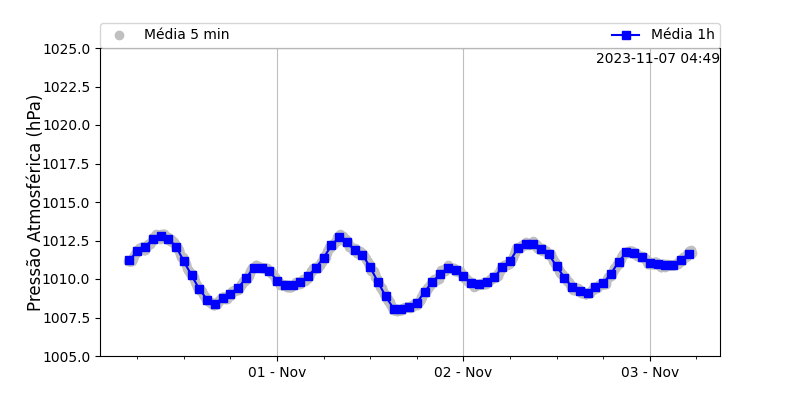 Média 5 min
Média 1h
2023-11-07 04:49
Pressão Atmosférica (hPa)
1025.0
1022.5
1020.0
1017.5
1015.0
1012.5
1010.0
1007.5
1005.0
01 - Nov
02 - Nov
03 - Nov